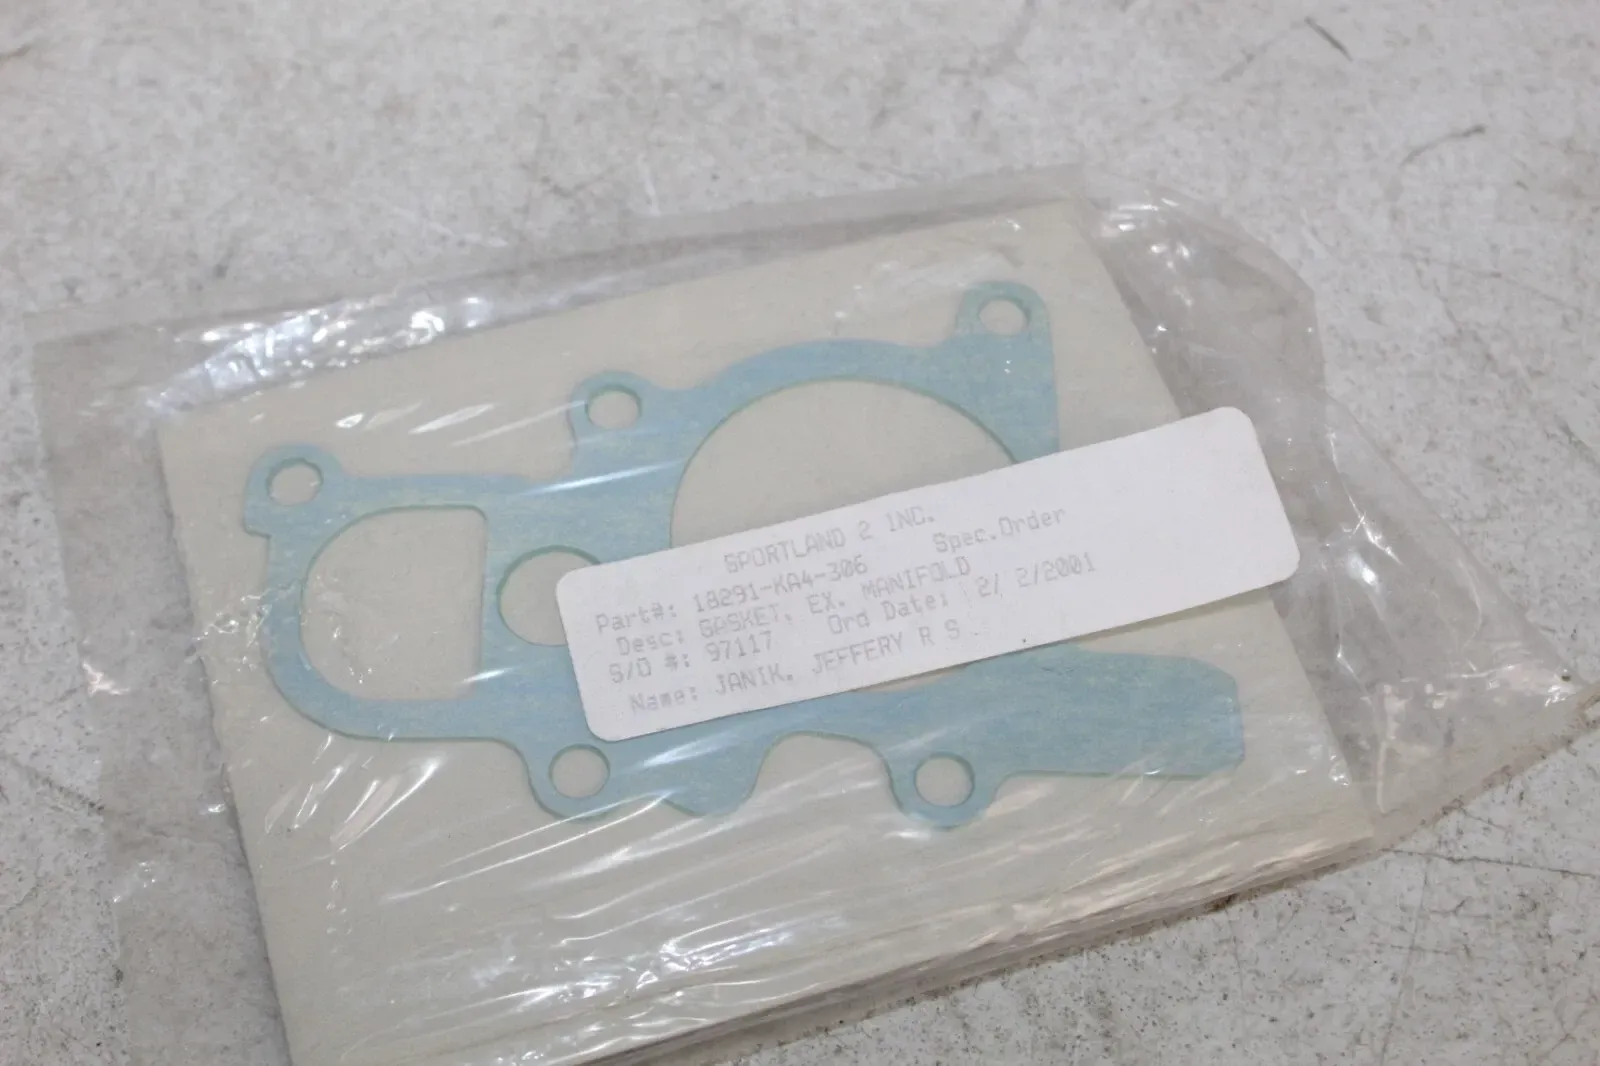 SPORTLAND 2 INC.
Part#: 18291-KA4-306 Spec.Order
Desc: GASKET, EX. MANIFOLD
S/O #: 97117 Ord Date: 2/ 2/2001
Name: JANIK, JEFFERY R S